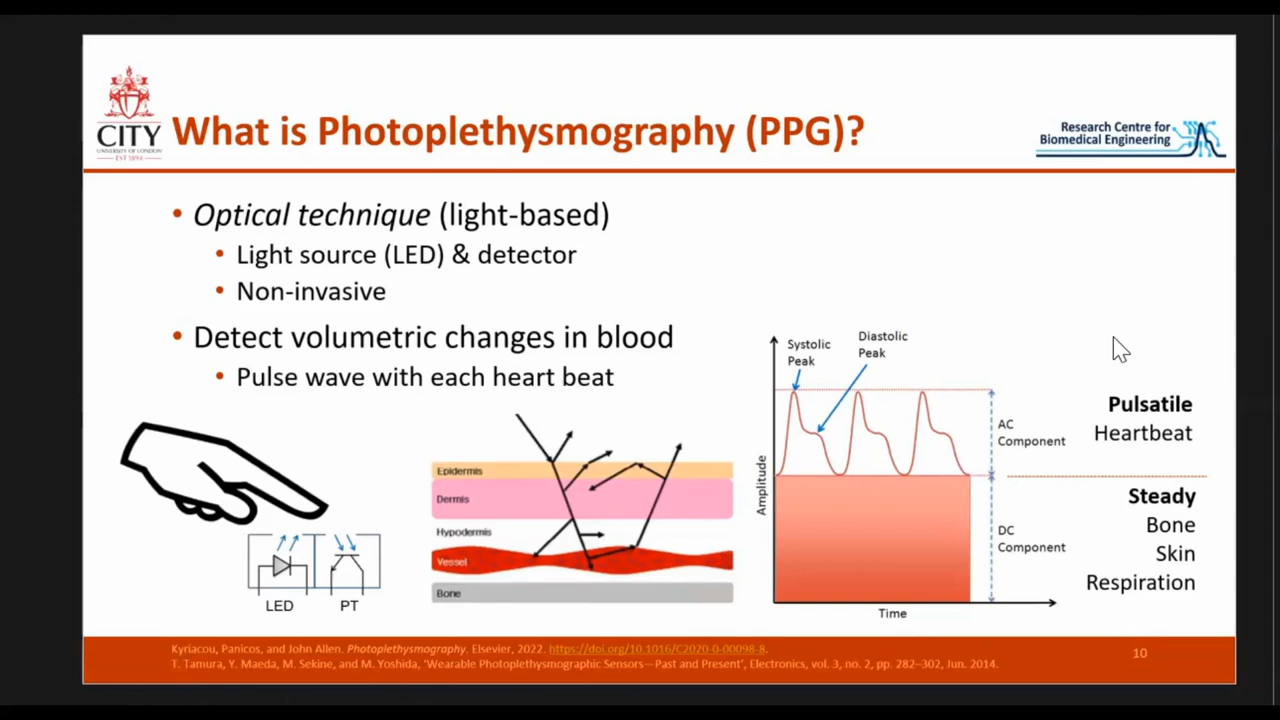 CITY
UNIVERSITY OF LONDON
EST 1894
What is Photoplethysmography (PPG)?
Research Centre for
Biomedical Engineering
• Optical technique (light-based)
• Light source (LED) & detector
• Non-invasive
• Detect volumetric changes in blood
• Pulse wave with each heart beat
LED
PT
Epidermis
Dermis
Hypodermis
Vessel
Bone
Systolic
Peak
Diastolic
Peak
Amplitude
Time
AC
Component
DC
Component
Pulsatile
Heartbeat
Steady
Bone
Skin
Respiration
Kyriacou, Panicos, and John Allen. Photoplethysmography. Elsevier, 2022. https://doi.org/10.1016/C2020-0-00098-8.
T. Tamura, Y. Maeda, M. Sekine, and M. Yoshida, ‘Wearable Photoplethysmographic Sensors—Past and Present’, Electronics, vol. 3, no. 2, pp. 282–302, Jun. 2014.
10